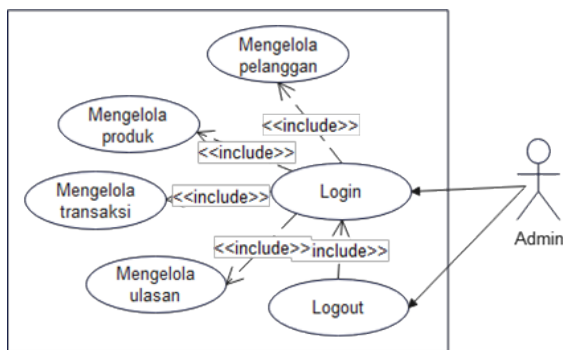 Mengelola
pelanggan
<<include>>
Mengelola
produk
<<include>>
Mengelola
transaksi
<<include>>
Login
Admin
<<include>>
include>>
Mengelola
ulasan
Logout